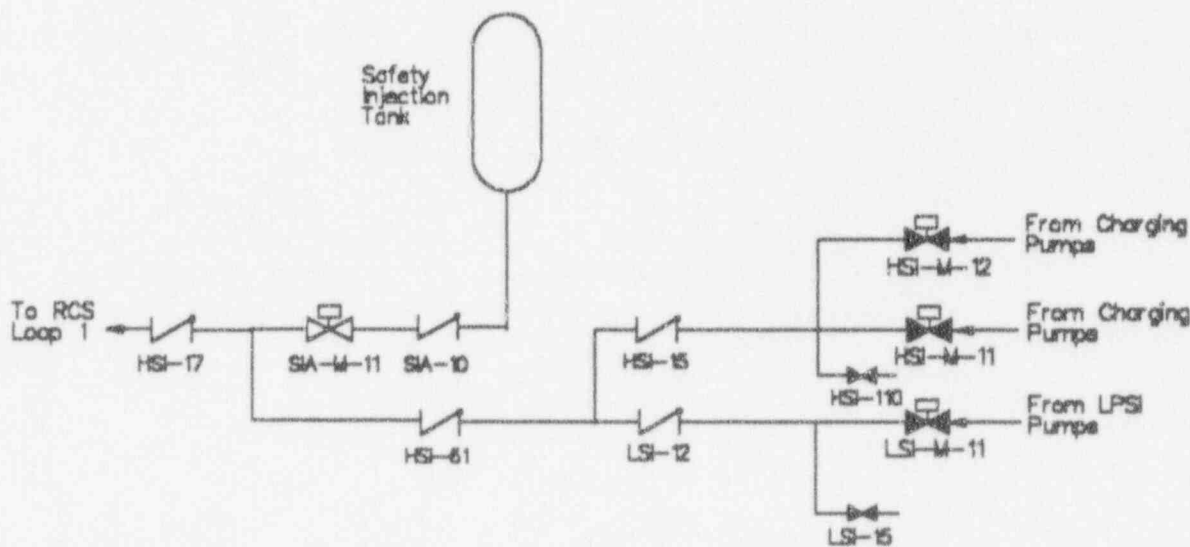 Safety
Injection
Tank
From Charging
Pumps
HSI-M-12
To RCS
Loop 1
From Charging
Pumps
HSI-17
SIA-M-11
SIA-10
HSI-15
HSI-M-11
HSI-110
From LPSI
Pumps
HSI-61
LSI-12
LSI-M-11
LSI-15